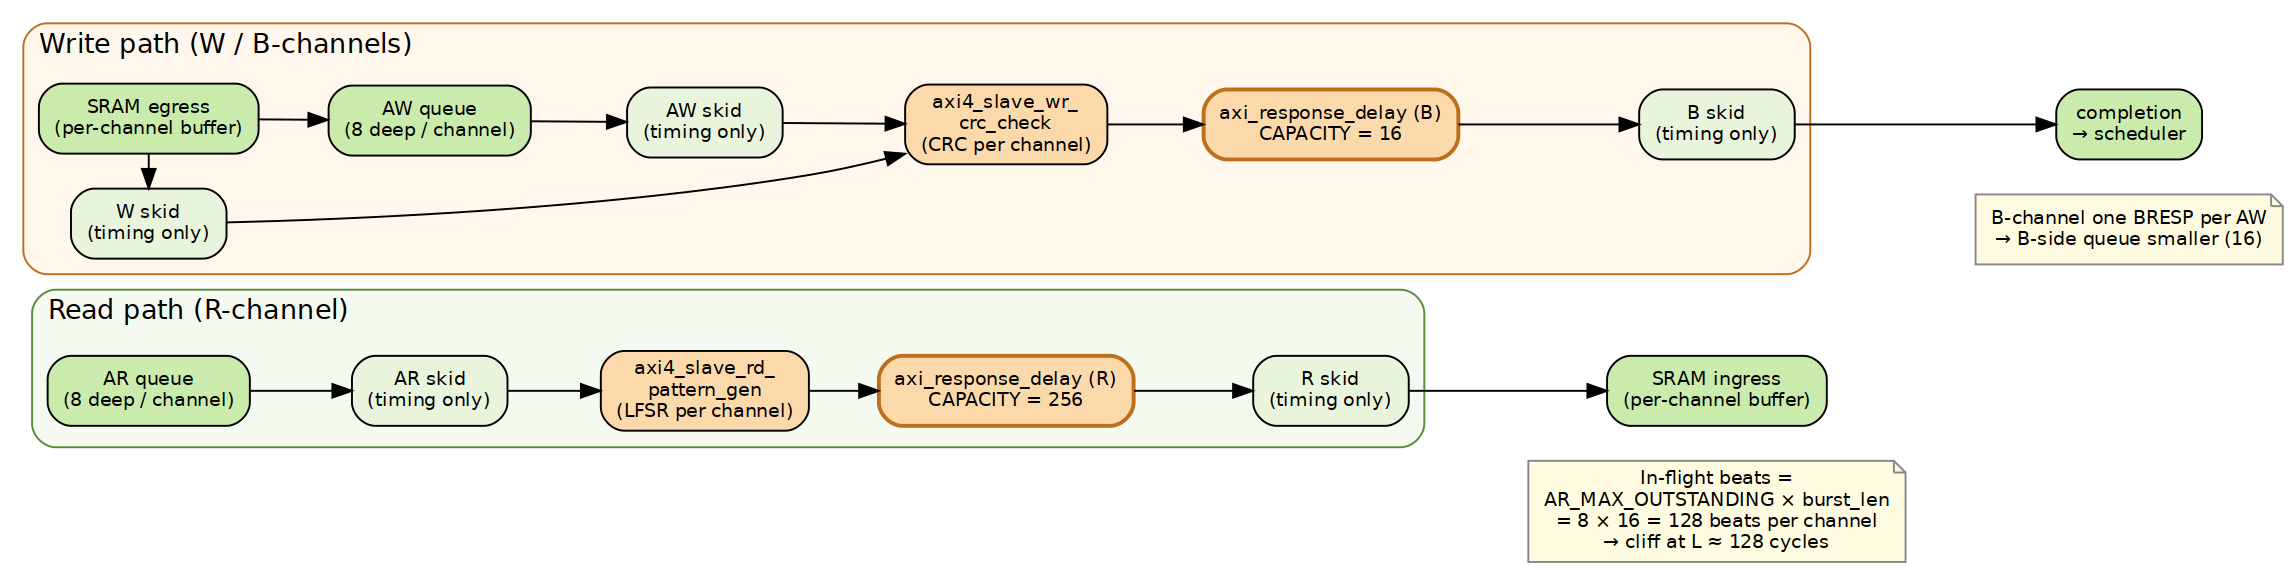 Write path (W / B-channels)
SRAM egress
(per-channel buffer)
AW queue
(8 deep / channel)
AW skid
(timing only)
axi4_slave_wr_
crc_check
(CRC per channel)
axi_response_delay (B)
CAPACITY = 16
B skid
(timing only)
completion
→ scheduler
W skid
(timing only)
B-channel one BRESP per AW
→ B-side queue smaller (16)
Read path (R-channel)
AR queue
(8 deep / channel)
AR skid
(timing only)
axi4_slave_rd_
pattern_gen
(LFSR per channel)
axi_response_delay (R)
CAPACITY = 256
R skid
(timing only)
SRAM ingress
(per-channel buffer)
In-flight beats =
AR_MAX_OUTSTANDING × burst_len
= 8 × 16 = 128 beats per channel
→ cliff at L ≈ 128 cycles